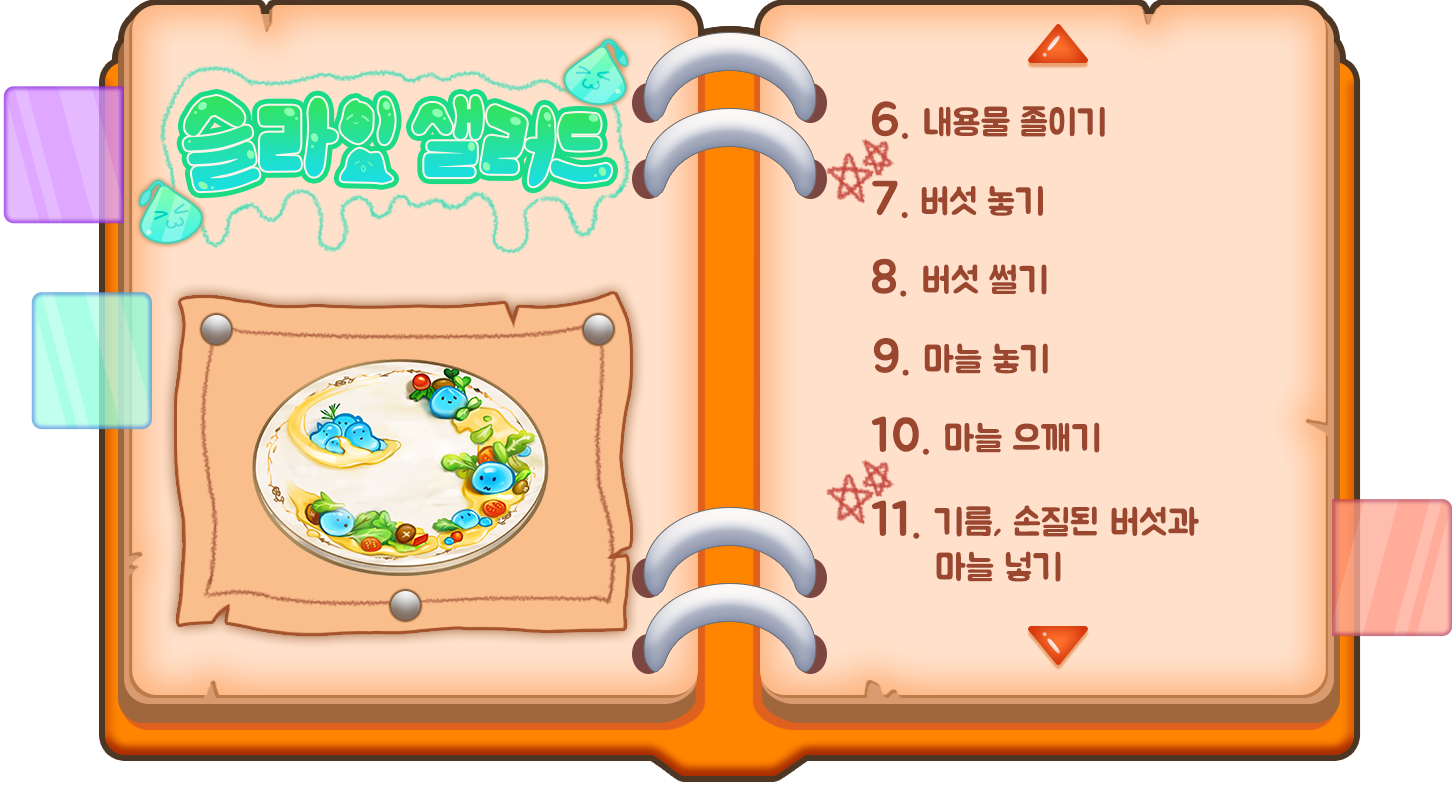 슬라임 샐러드
6. 내용물 졸이기
7. 버섯 놓기
8. 버섯 썰기
9. 마늘 놓기
10. 마늘 으깨기
11. 기름, 손질된 버섯과
마늘 넣기